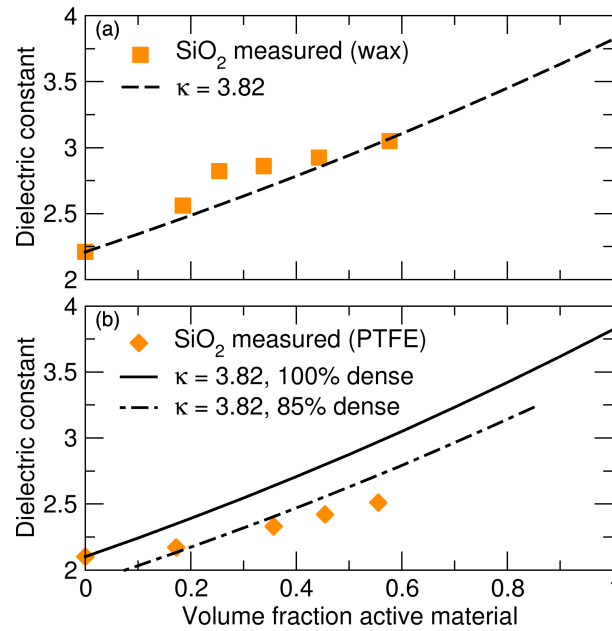 (a)
SiO₂ measured (wax)
κ = 3.82
4
3.5
3
2.5
2
Dielectric constant
(b)
SiO₂ measured (PTFE)
κ = 3.82, 100% dense
κ = 3.82, 85% dense
4
3.5
3
2.5
2
Dielectric constant
0 0.2 0.4 0.6 0.8
Volume fraction active material